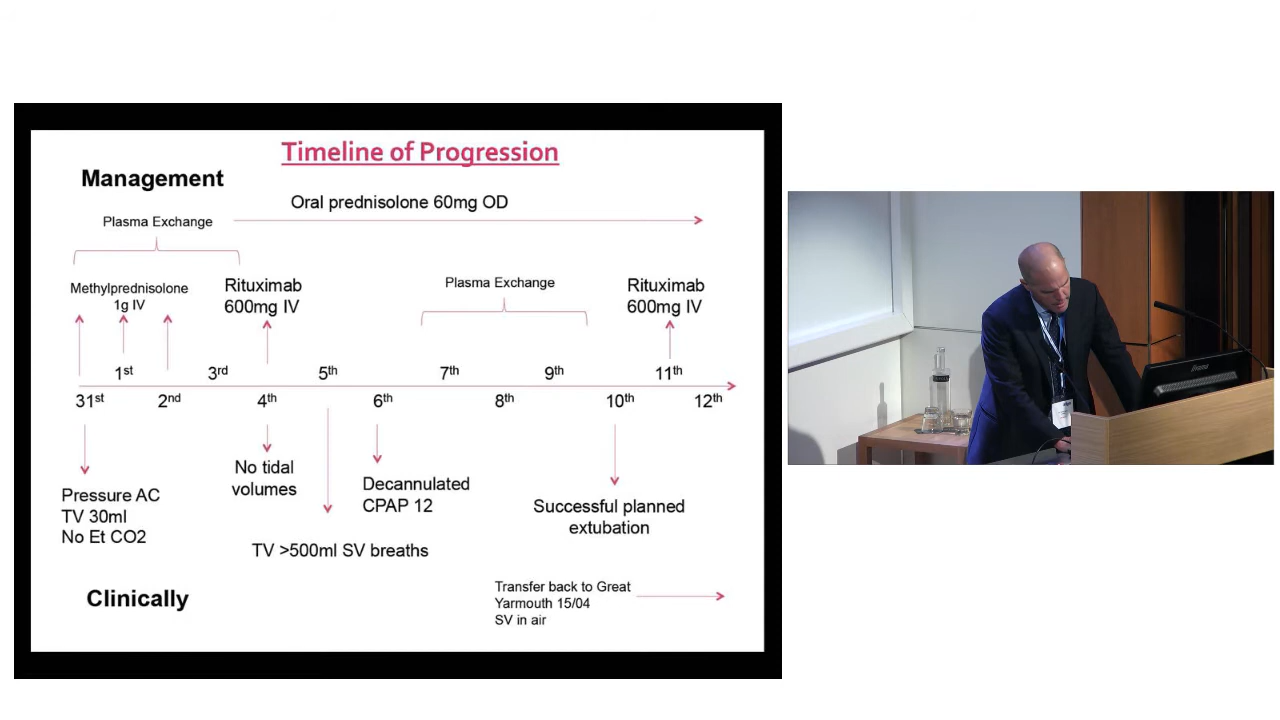 Timeline of Progression
Management
Oral prednisolone 60mg OD
Plasma Exchange
Methylprednisolone
1g IV
Rituximab
600mg IV
Plasma Exchange
Rituximab
600mg IV
1st
3rd
5th
7th
9th
11th
31st
2nd
4th
6th
8th
10th
12th
Pressure AC
TV 30ml
No Et CO2
No tidal
volumes
TV >500ml SV breaths
Decannulated
CPAP 12
Successful planned
extubation
Clinically
Transfer back to Great
Yarmouth 15/04
SV in air